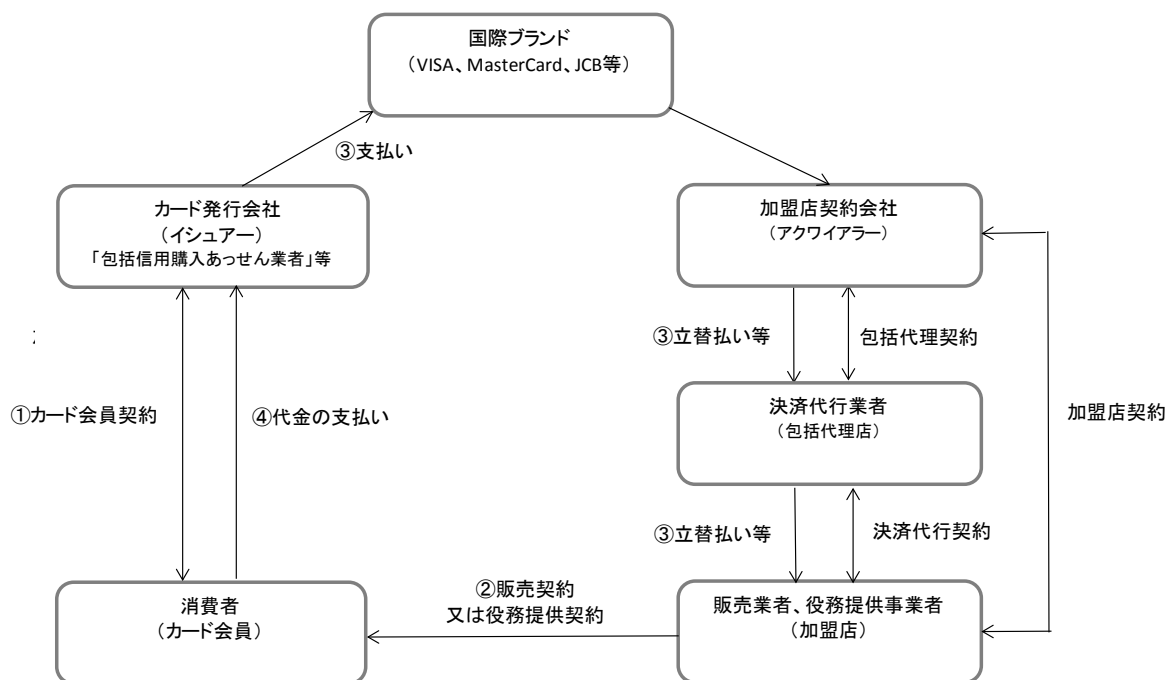 国際ブランド
（VISA、MasterCard、JCB等）
③支払い
カード発行会社
（イシュアー）
「包括信用購入あっせん業者」等
加盟店契約会社
（アクワイアラー）
③立替払い等
包括代理契約
①カード会員契約
④代金の支払い
決済代行業者
（包括代理店）
加盟店契約
③立替払い等
決済代行契約
②販売契約
又は役務提供契約
消費者
（カード会員）
販売業者、役務提供事業者
（加盟店）